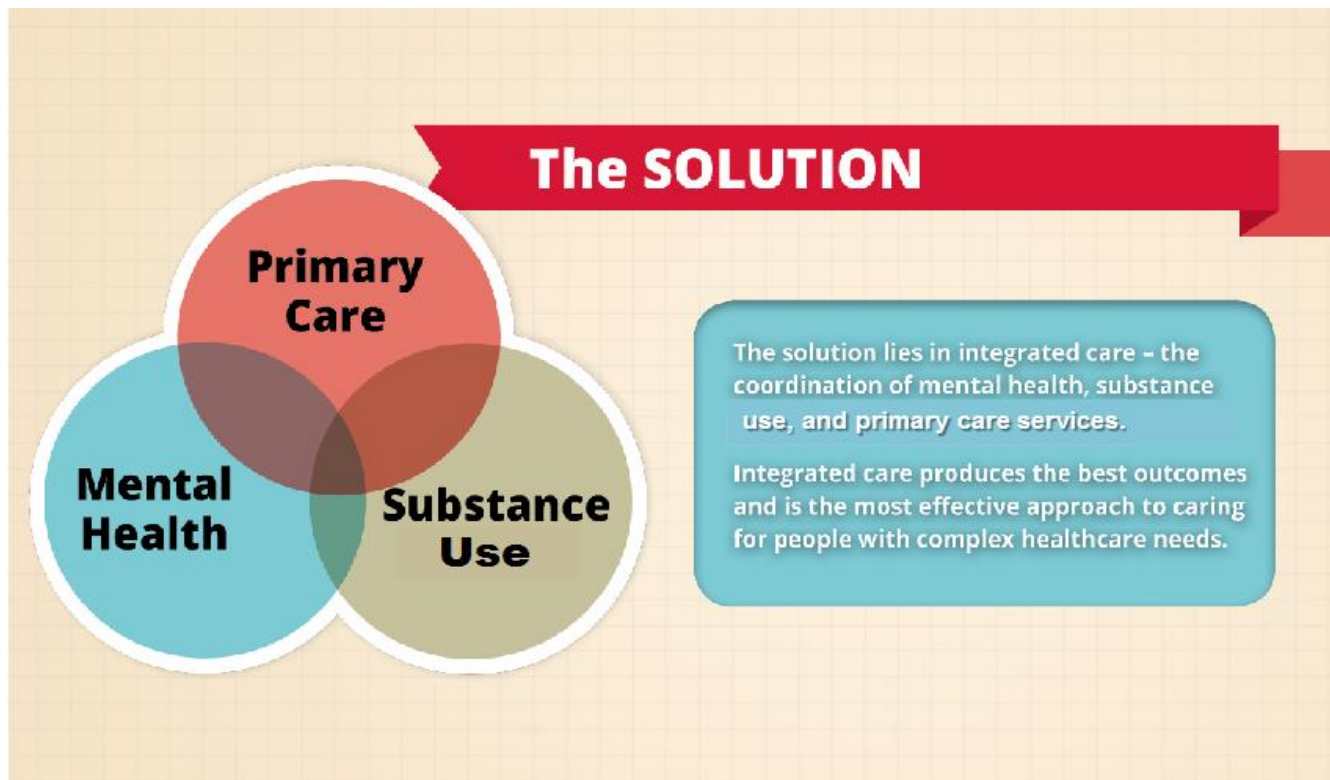 The SOLUTION
Primary
Care
Mental
Health
Substance
Use
The solution lies in integrated care – the
coordination of mental health, substance
use, and primary care services.
Integrated care produces the best outcomes
and is the most effective approach to caring
for people with complex healthcare needs.